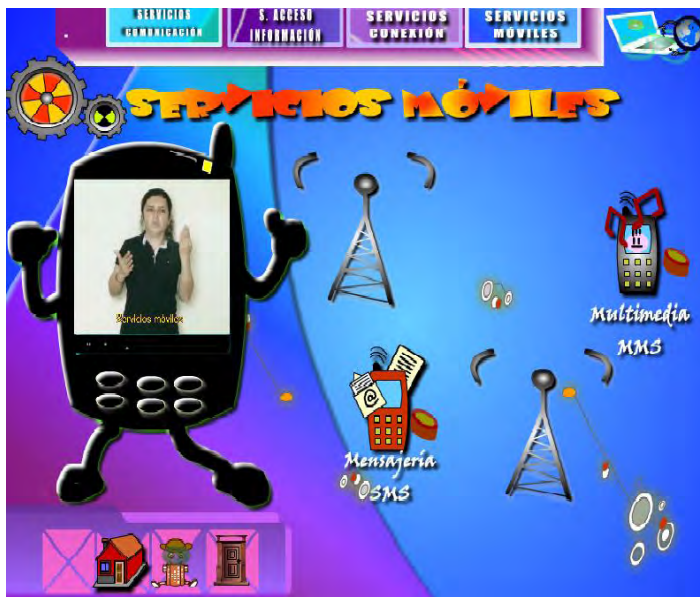 SERVICIOS
COMUNICACIÓN
S. ACCESO
INFORMACIÓN
SERVICIOS
CONEXIÓN
SERVICIOS
MÓVILES
SERVICIOS MÓVILES
Servicios móviles
Multimedia
MMS
@
Mensajería
SMS